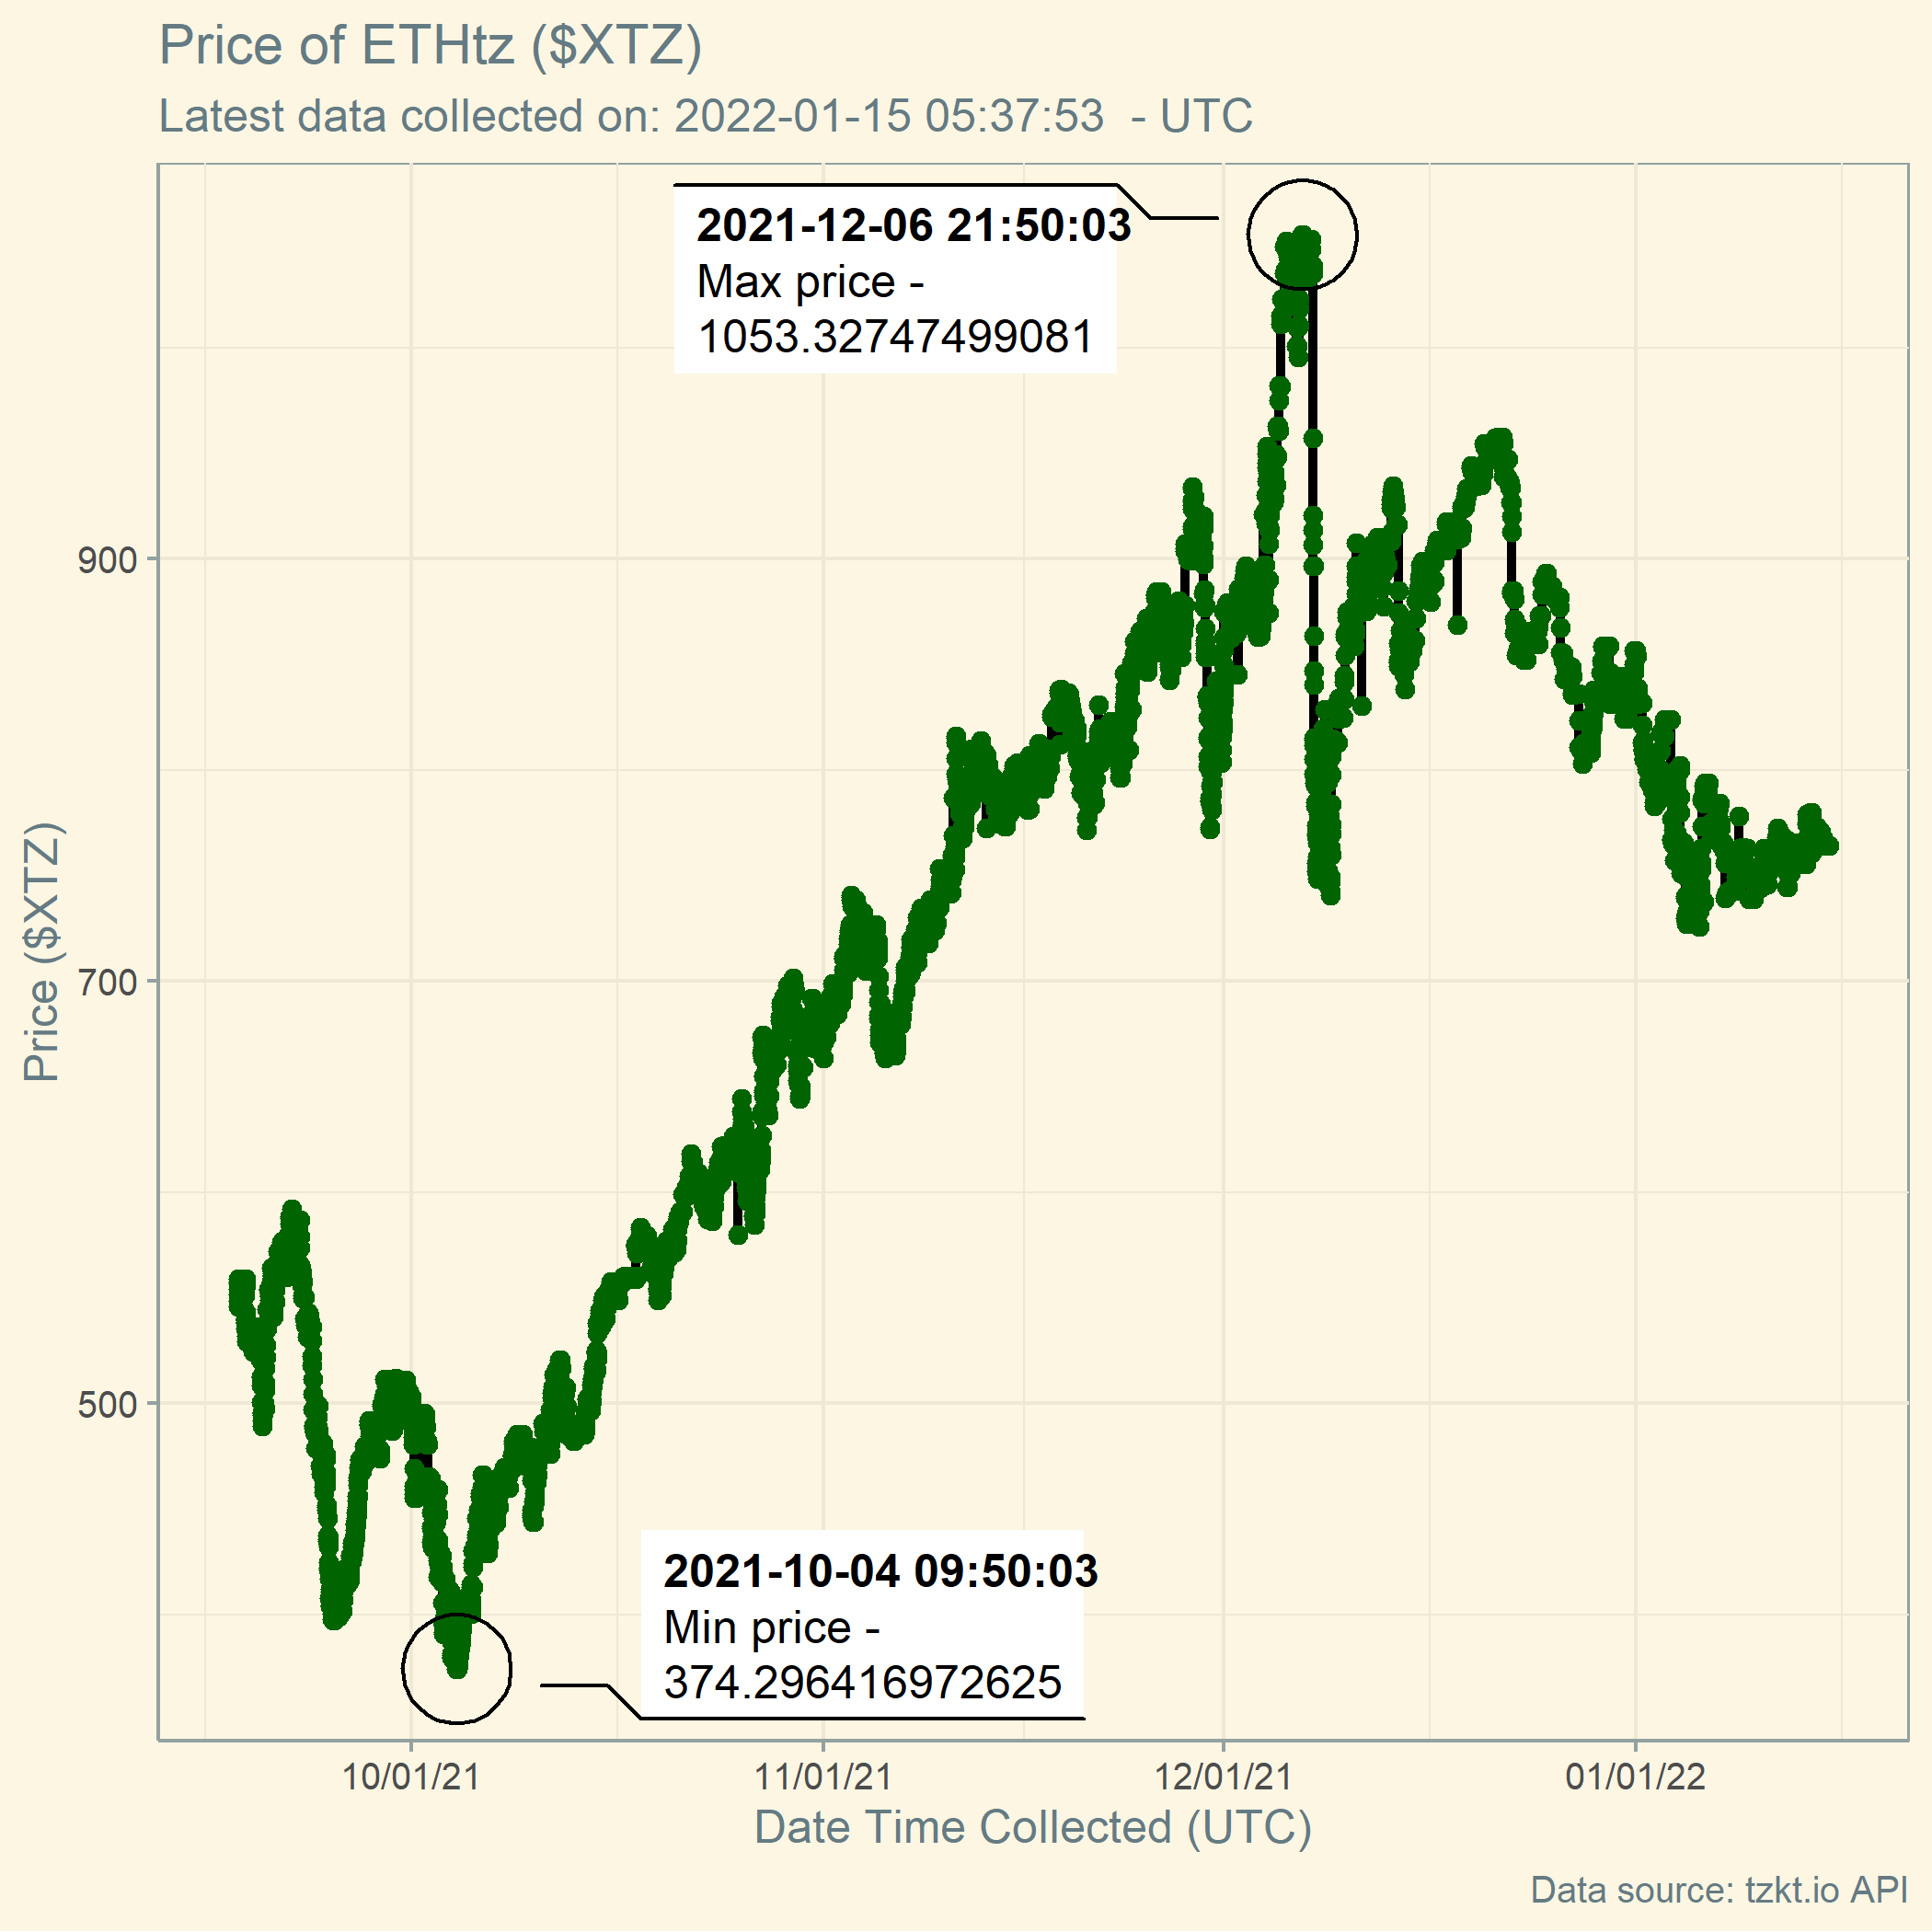 Price of ETHtz ($XTZ)
Latest data collected on: 2022-01-15 05:37:53  - UTC
2021-12-06 21:50:03
Max price -
1053.32747499081
900
700
500
Price ($XTZ)
2021-10-04 09:50:03
Min price -
374.296416972625
10/01/21
11/01/21
12/01/21
01/01/22
Date Time Collected (UTC)
Data source: tzkt.io API